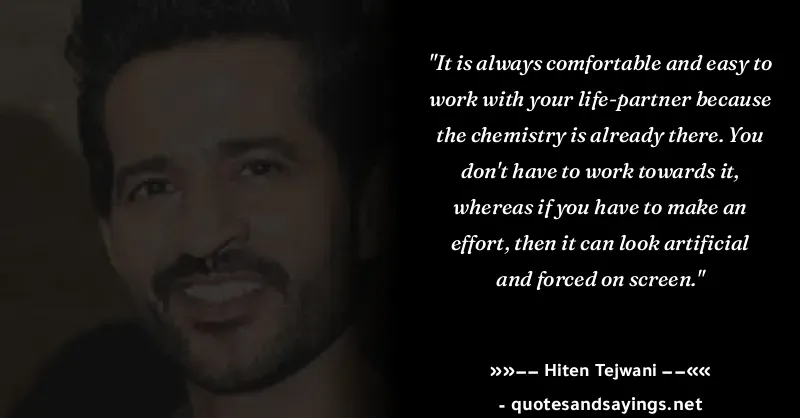 "It is always comfortable and easy to
work with your life-partner because
the chemistry is already there. You
don't have to work towards it,
whereas if you have to make an
effort, then it can look artificial
and forced on screen."
»»-- Hiten Tejwani --««
- quotesandsayings.net